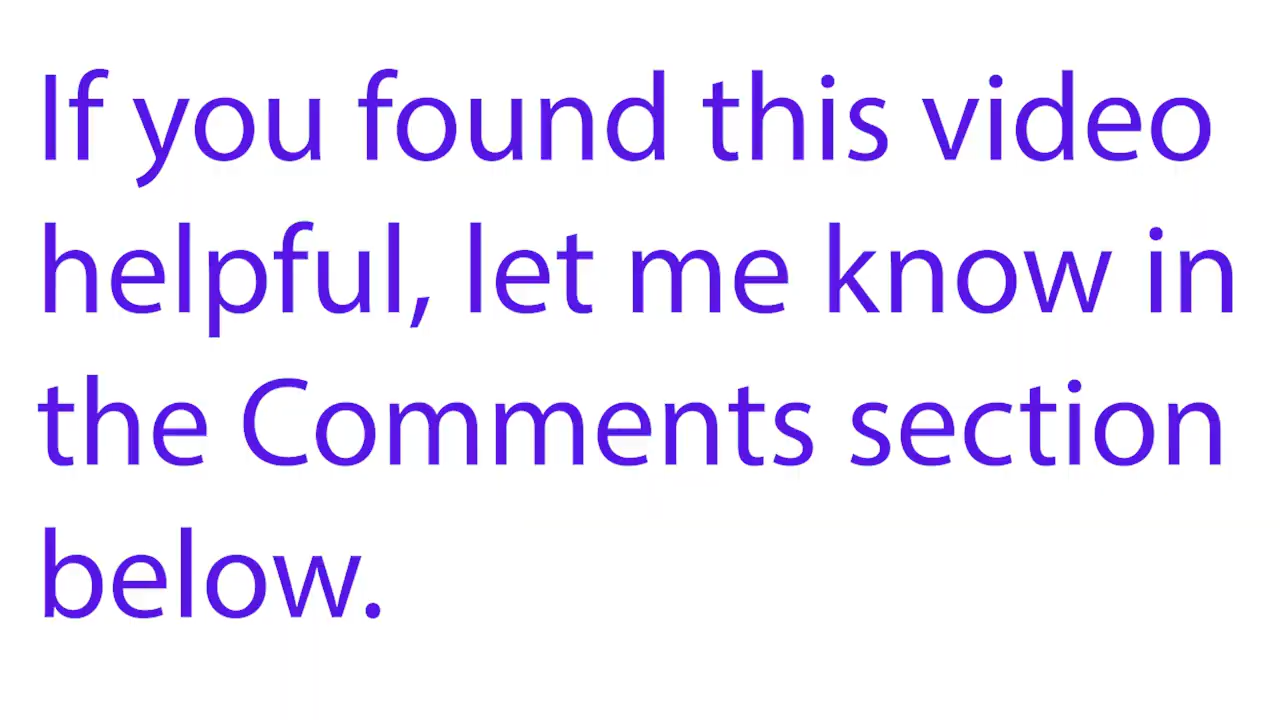 If you found this video
helpful, let me know in
the Comments section
below.